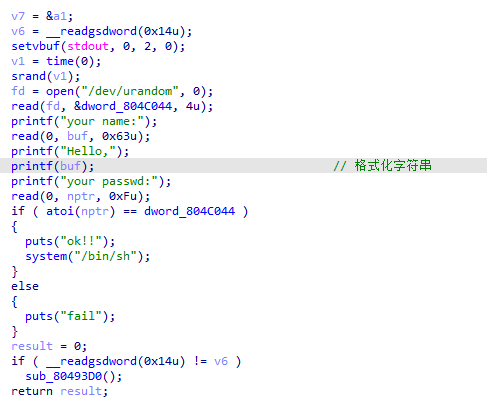 v7 = &a1;
v6 = __readgsdword(0x14u);
setvbuf(stdout, 0, 2, 0);
v1 = time(0);
srand(v1);
fd = open("/dev/urandom", 0);
read(fd, &dword_804C044, 4u);
printf("your name:");
read(0, buf, 0x63u);
printf("Hello,");
printf(buf); // 格式化字符串
printf("your passwd:");
read(0, nptr, 0xFu);
if ( atoi(nptr) == dword_804C044 )
{
puts("ok!!");
system("/bin/sh");
}
else
{
puts("fail");
}
result = 0;
if ( __readgsdword(0x14u) != v6 )
sub_80493D0();
return result;